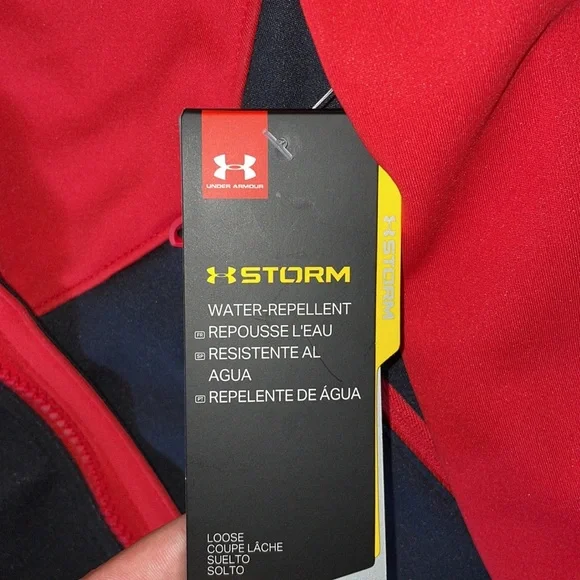 UNDER ARMOUR
STORM
WATER-REPELLENT
FR REPOUSSE L'EAU
SP RESISTENTE AL
AGUA
PT REPELENTE DE ÁGUA
LOOSE
COUPE LÂCHE
SUELTO
SOLTO
STORM